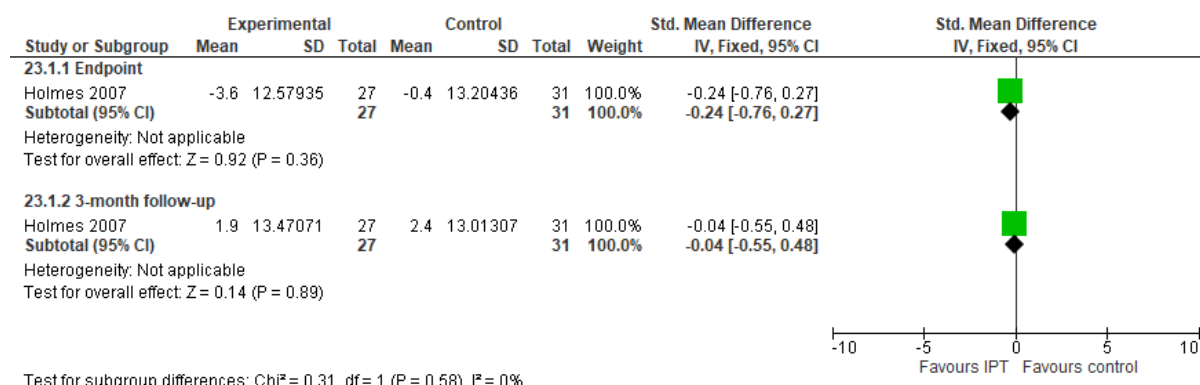 Experimental Control Std. Mean Difference Std. Mean Difference
Study or Subgroup Mean SD Total Mean SD Total Weight IV, Fixed, 95% CI IV, Fixed, 95% CI
23.1.1 Endpoint
Holmes 2007 -3.6 12.57935 27 -0.4 13.20436 31 100.0% -0.24 [-0.76, 0.27]
Subtotal (95% CI) 27 31 100.0% -0.24 [-0.76, 0.27]
Heterogeneity: Not applicable
Test for overall effect: Z = 0.92 (P = 0.36)
23.1.2 3-month follow-up
Holmes 2007 1.9 13.47071 27 2.4 13.01307 31 100.0% -0.04 [-0.55, 0.48]
Subtotal (95% CI) 27 31 100.0% -0.04 [-0.55, 0.48]
Heterogeneity: Not applicable
Test for overall effect: Z = 0.14 (P = 0.89)
-10 -5 0 5 10
Favours IPT Favours control
Test for subgroup differences: Chi² = 0.31, df = 1 (P = 0.58), I² = 0%